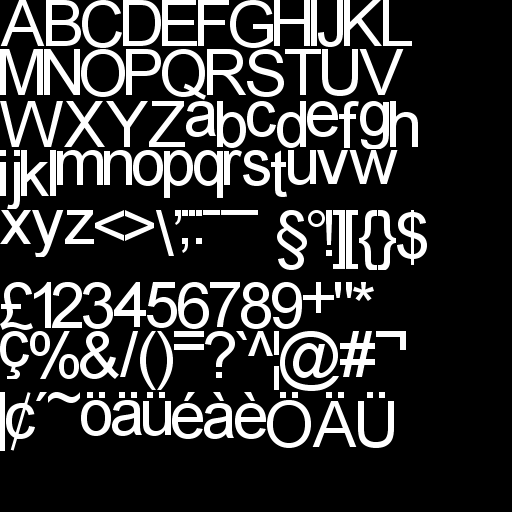 ABCDEFGHIJKL
MNOPQRSTUV
WXYZabcdefgh
ijklmnopqrstuvw
xyz<>\',;.:-_ §°!][{}$
£123456789+"*
ç%&/()=?`^¦@#¬
|¢´~öäüéàèÖÄÜ